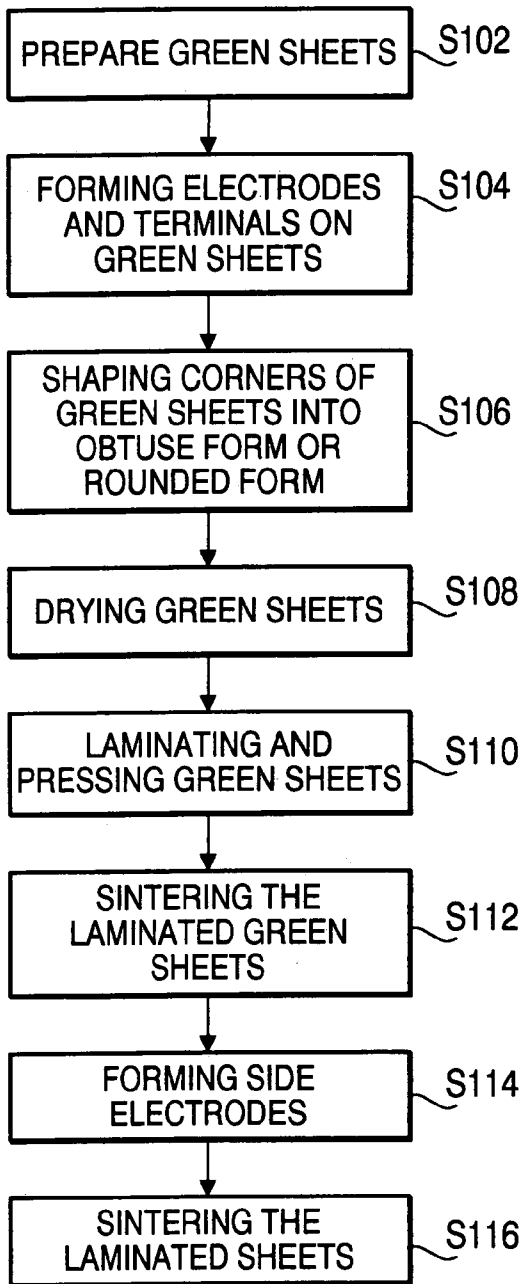 PREPARE GREEN SHEETS
S102
FORMING ELECTRODES
AND TERMINALS ON
GREEN SHEETS
S104
SHAPING CORNERS OF
GREEN SHEETS INTO
OBTUSE FORM OR
ROUNDED FORM
S106
DRYING GREEN SHEETS
S108
LAMINATING AND
PRESSING GREEN SHEETS
S110
SINTERING THE
LAMINATED GREEN
SHEETS
S112
FORMING SIDE
ELECTRODES
S114
SINTERING THE
LAMINATED SHEETS
S116